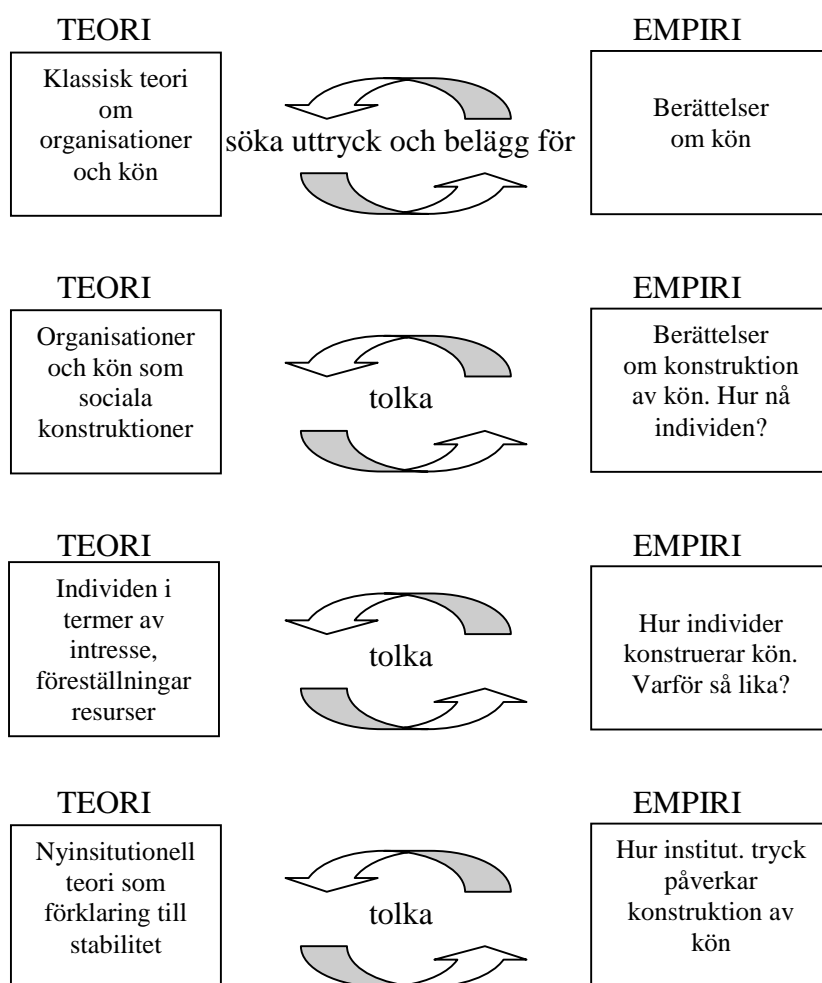 TEORI
EMPIRI
Klassisk teori
om
organisationer
och kön
söka uttryck och belägg för
Berättelser
om kön
TEORI
EMPIRI
Organisationer
och kön som
sociala
konstruktioner
tolka
Berättelser
om konstruktion
av kön. Hur nå
individen?
TEORI
EMPIRI
Individen i
termer av
intresse,
föreställningar
resurser
tolka
Hur individer
konstruerar kön.
Varför så lika?
TEORI
EMPIRI
Nyinsitutionell
teori som
förklaring till
stabilitet
tolka
Hur institut. tryck
påverkar
konstruktion av
kön